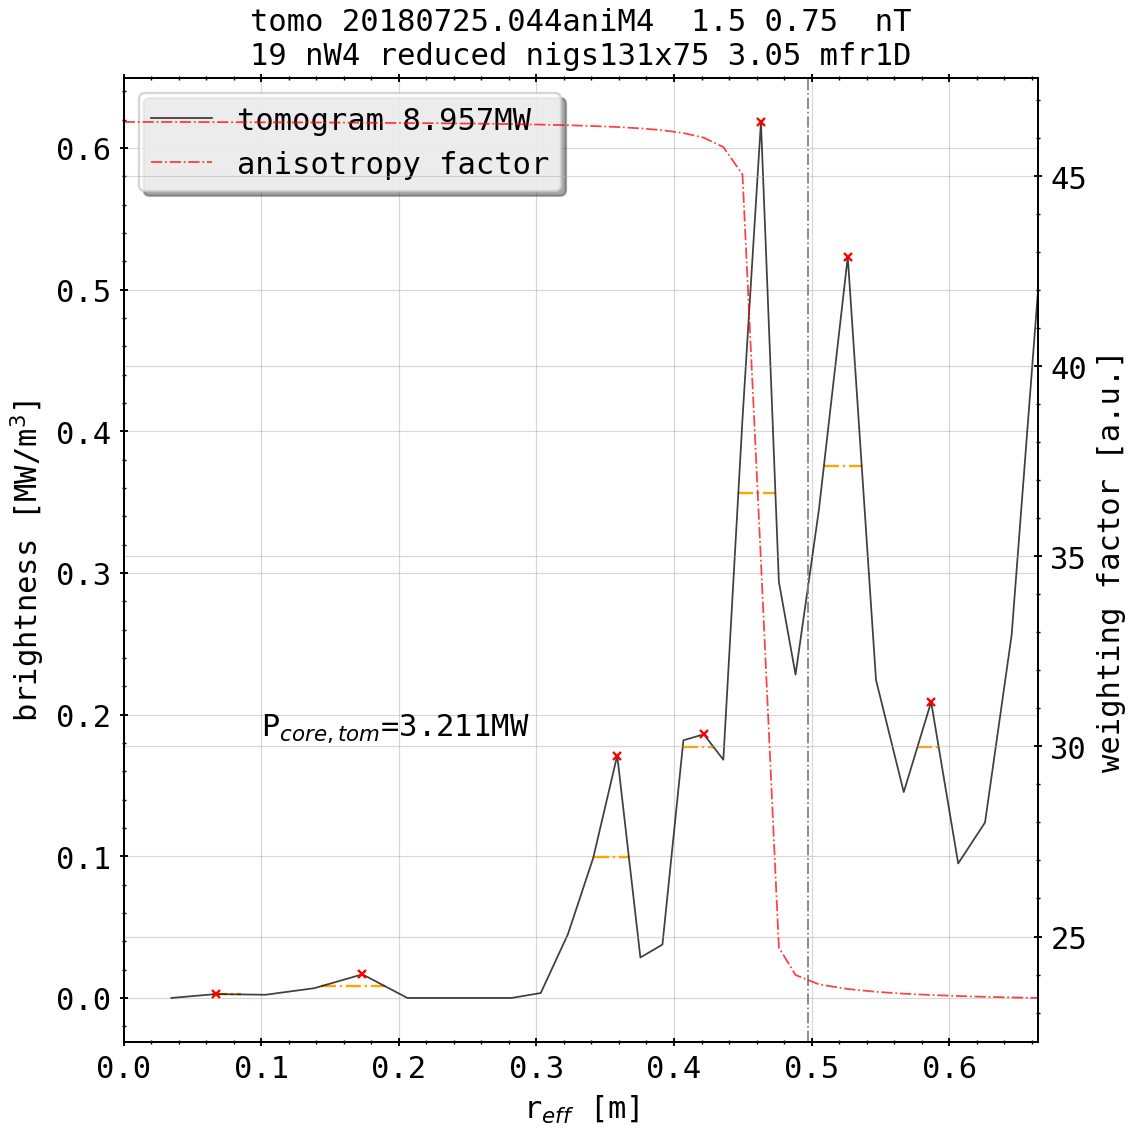 tomo 20180725.044aniM4  1.5 0.75  nT
19 nW4 reduced nigs131x75 3.05 mfr1D
tomogram 8.957MW
anisotropy factor
brightness [MW/m³]
0.6
0.5
0.4
0.3
0.2
0.1
0.0
P_core,tom=3.211MW
45
40
35
30
25
weighting factor [a.u.]
0.0 0.1 0.2 0.3 0.4 0.5 0.6
r_eff [m]